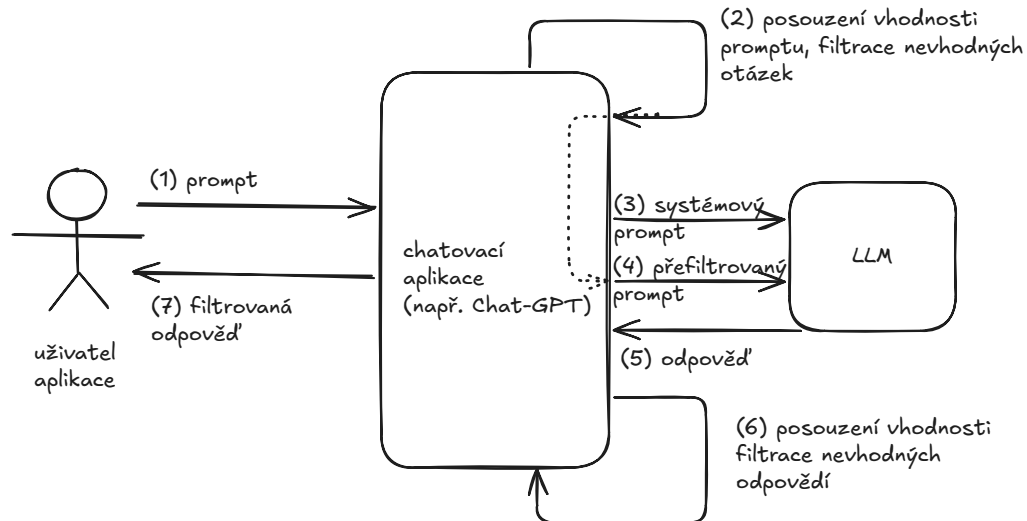 (2) posouzení vhodnosti
promptu, filtrace nevhodných
otázek
(1) prompt
(3) systémový
prompt
chatovací
aplikace
(např. Chat-GPT)
LLM
(4) přefiltrovaný
prompt
(7) filtrovaná
odpověď
uživatel
aplikace
(5) odpověď
(6) posouzení vhodnosti
filtrace nevhodných
odpovědí